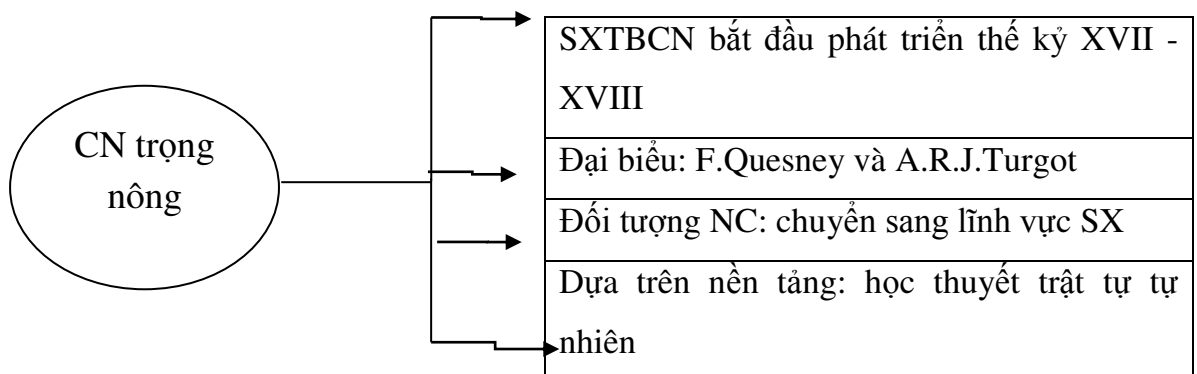 CN trọng
nông
SXTBCN bắt đầu phát triển thế kỷ XVII -
XVIII
Đại biểu: F.Quesney và A.R.J.Turgot
Đối tượng NC: chuyển sang lĩnh vực SX
Dựa trên nền tảng: học thuyết trật tự tự
nhiên